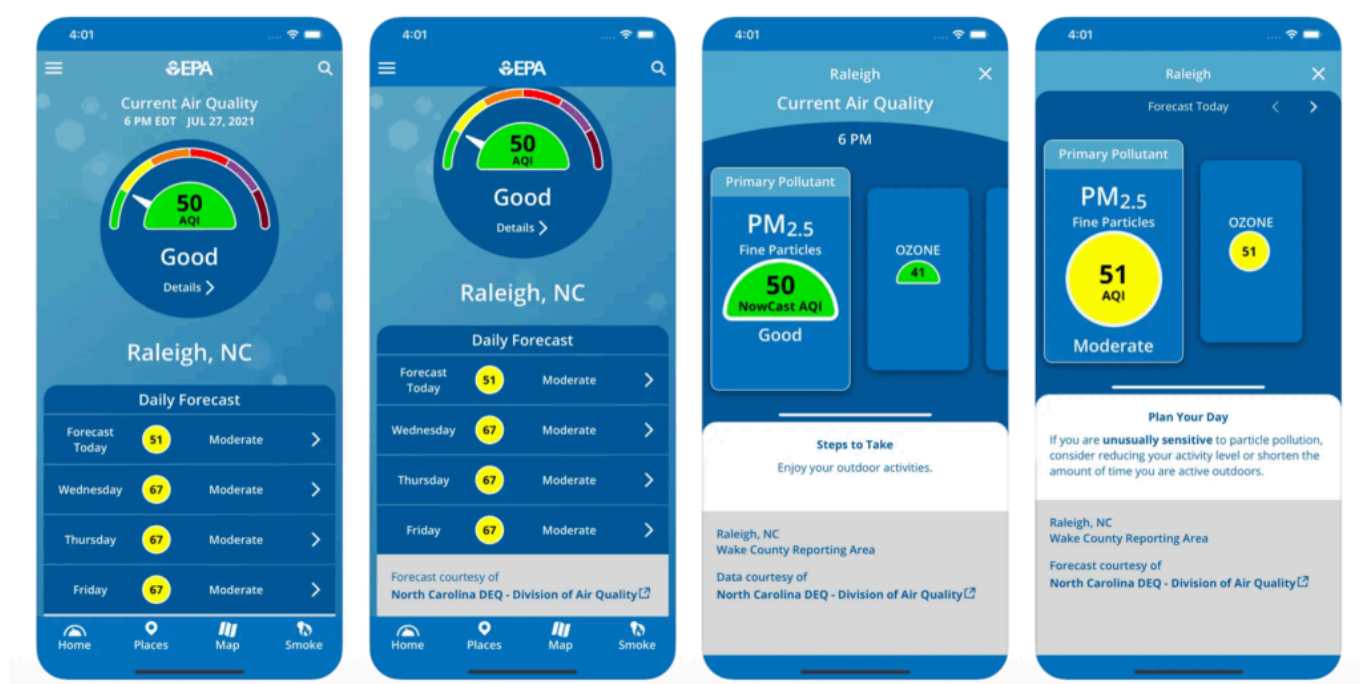 4:01
EPA
Current Air Quality
6 PM EDT JUL 27, 2021
50
AQI
Good
Details
Raleigh, NC
Daily Forecast
Forecast
Today
51
Moderate
Wednesday
67
Moderate
Thursday
67
Moderate
Friday
67
Moderate
Home
Places
Map
Smoke
4:01
EPA
50
AQI
Good
Details
Raleigh, NC
Daily Forecast
Forecast
Today
51
Moderate
Wednesday
67
Moderate
Thursday
67
Moderate
Friday
67
Moderate
Forecast courtesy of
North Carolina DEQ - Division of Air Quality
Home
Places
Map
Smoke
4:01
Raleigh
Current Air Quality
6 PM
Primary Pollutant
PM2.5
Fine Particles
50
NowCast AQI
Good
OZONE
41
Steps to Take
Enjoy your outdoor activities.
Raleigh, NC
Wake County Reporting Area
Data courtesy of
North Carolina DEQ - Division of Air Quality
4:01
Raleigh
Forecast Today
Primary Pollutant
PM2.5
Fine Particles
51
AQI
Moderate
OZONE
51
Plan Your Day
If you are unusually sensitive to particle pollution,
consider reducing your activity level or shorten the
amount of time you are active outdoors.
Raleigh, NC
Wake County Reporting Area
Forecast courtesy of
North Carolina DEQ - Division of Air Quality